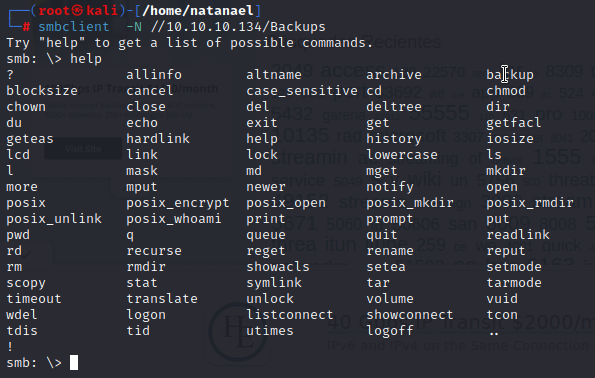 ┌──(root㉿kali)-[/home/natanael]
└─# smbclient -N //10.10.10.134/Backups
Try "help" to get a list of possible commands.
smb: \> help
? allinfo altname archive backup
blocksize cancel case_sensitive cd chmod
chown close del deltree dir
du echo exit get getfacl
geteas hardlink help history iosize
lcd link lock lowercase ls
l mask md mget mkdir
more mput newer notify open
posix posix_encrypt posix_open posix_mkdir posix_rmdir
posix_unlink posix_whoami print prompt put
pwd q queue quit readlink
rd recurse reget rename reput
rm rmdir showacls setea setmode
scopy stat symlink tar tarmode
timeout translate unlock volume vuid
wdel logon listconnect showconnect tcon
tdis tid utimes logoff ..
!
smb: \>